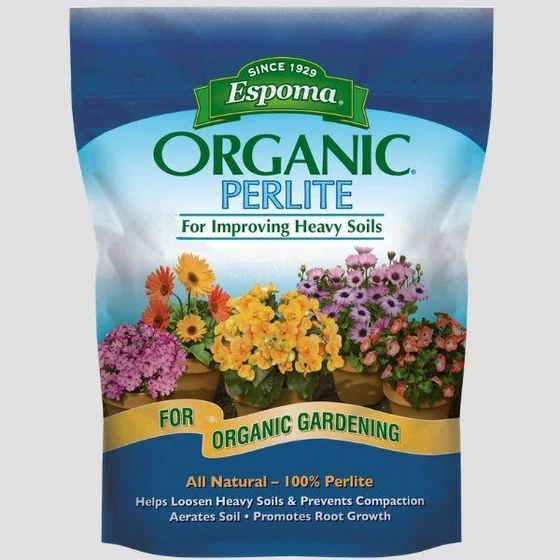 SINCE 1929
Espoma®
ORGANIC®
PERLITE
For Improving Heavy Soils
FOR
ORGANIC GARDENING
All Natural – 100% Perlite
Helps Loosen Heavy Soils & Prevents Compaction
Aerates Soil • Promotes Root Growth